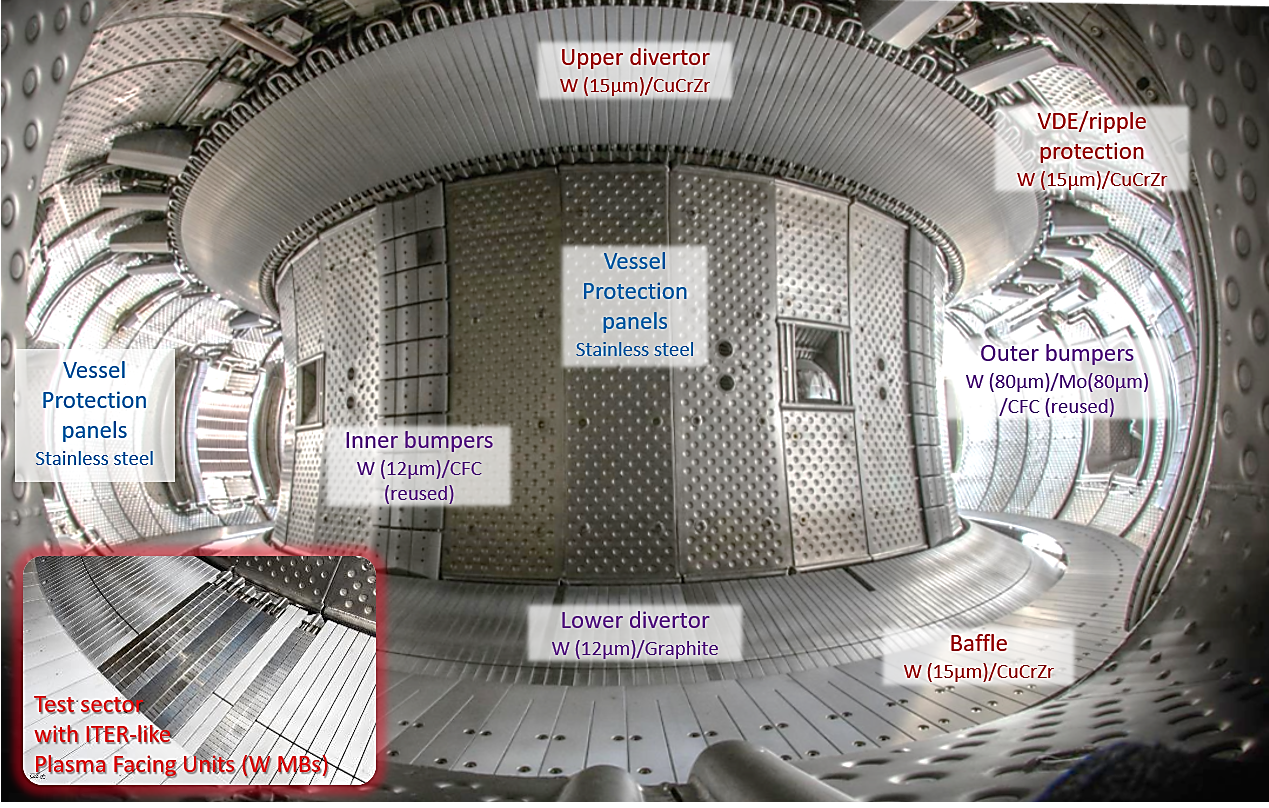 Upper divertor
W (15µm)/CuCrZr
VDE/ripple
protection
W (15µm)/CuCrZr
Vessel
Protection
panels
Stainless steel
Vessel
Protection
panels
Stainless steel
Outer bumpers
W (80µm)/Mo(80µm)
/CFC (reused)
Inner bumpers
W (12µm)/CFC
(reused)
Lower divertor
W (12µm)/Graphite
Baffle
W (15µm)/CuCrZr
Test sector
with ITER-like
Plasma Facing Units (W MBs)